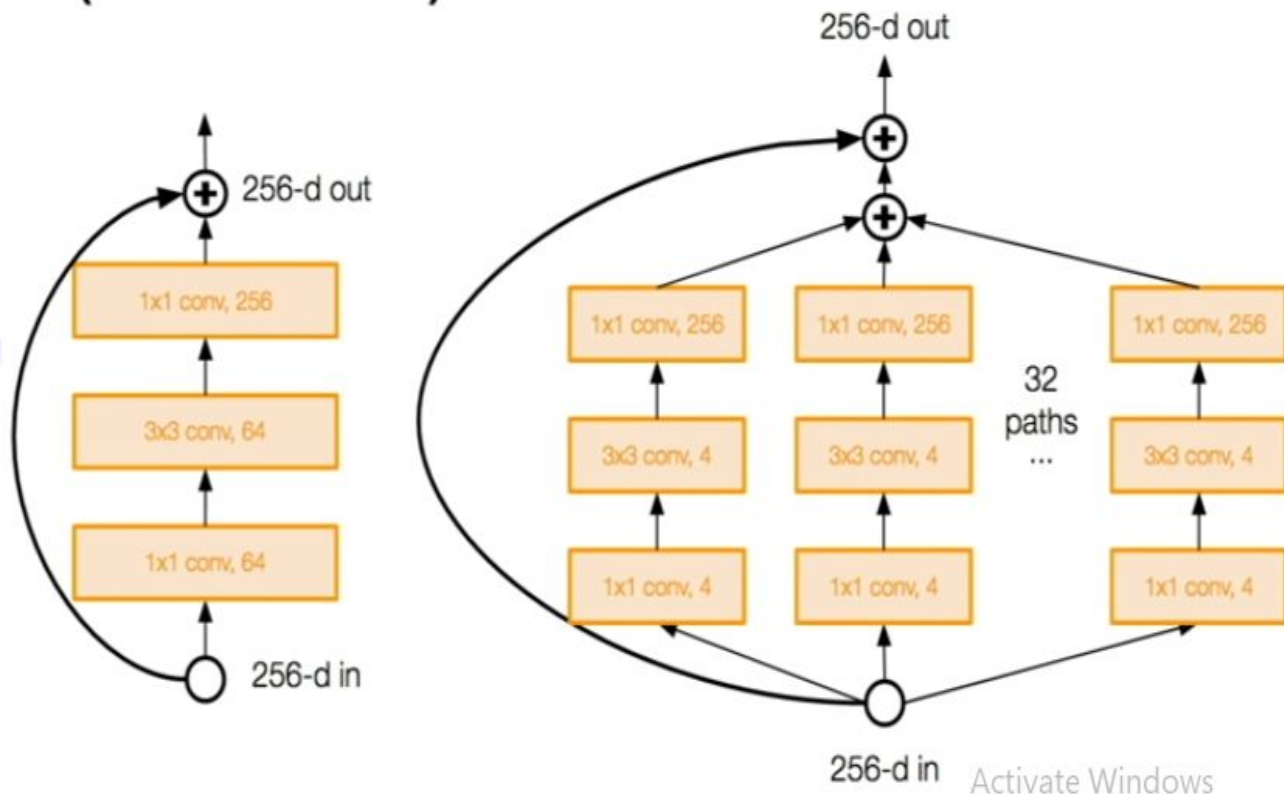 256-d out
256-d out
1x1 conv, 256
3x3 conv, 64
1x1 conv, 64
256-d in
1x1 conv, 256
1x1 conv, 256
1x1 conv, 256
32
paths
...
3x3 conv, 4
3x3 conv, 4
3x3 conv, 4
1x1 conv, 4
1x1 conv, 4
1x1 conv, 4
256-d in
Activate Windows